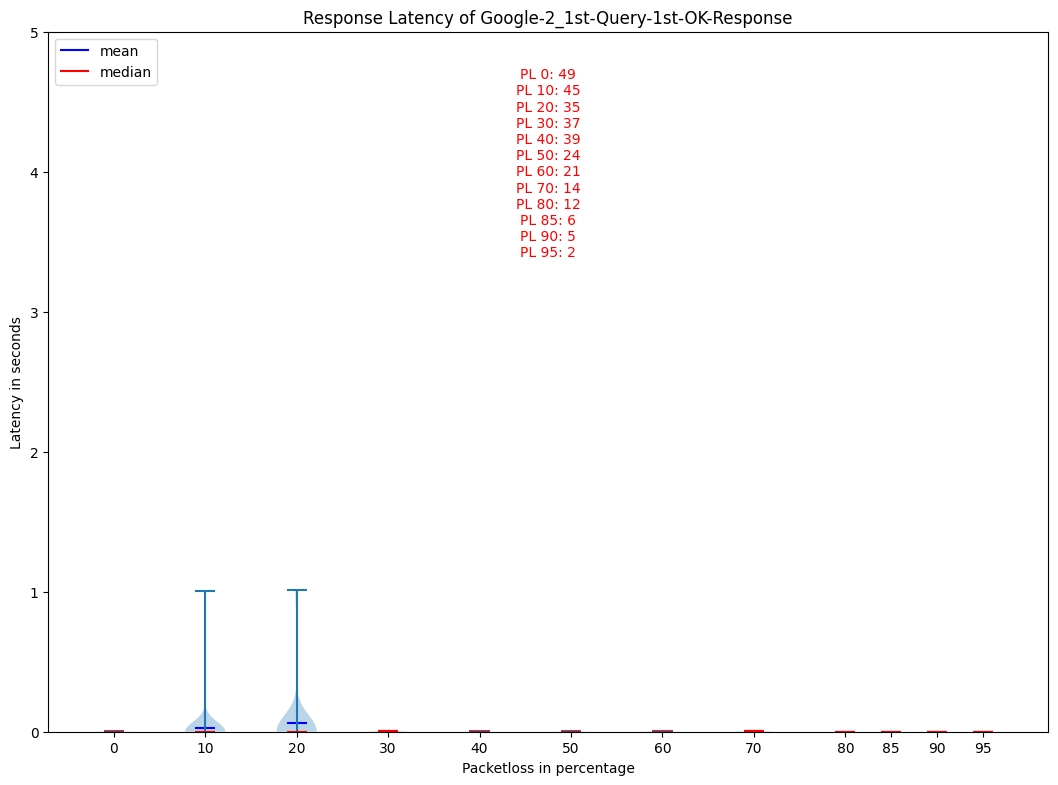 Response Latency of Google-2_1st-Query-1st-OK-Response
5
mean
median
PL 0: 49
PL 10: 45
PL 20: 35
PL 30: 37
PL 40: 39
PL 50: 24
PL 60: 21
PL 70: 14
PL 80: 12
PL 85: 6
PL 90: 5
PL 95: 2
4
3
2
1
0
Latency in seconds
0 10 20 30 40 50 60 70 80 85 90 95
Packetloss in percentage